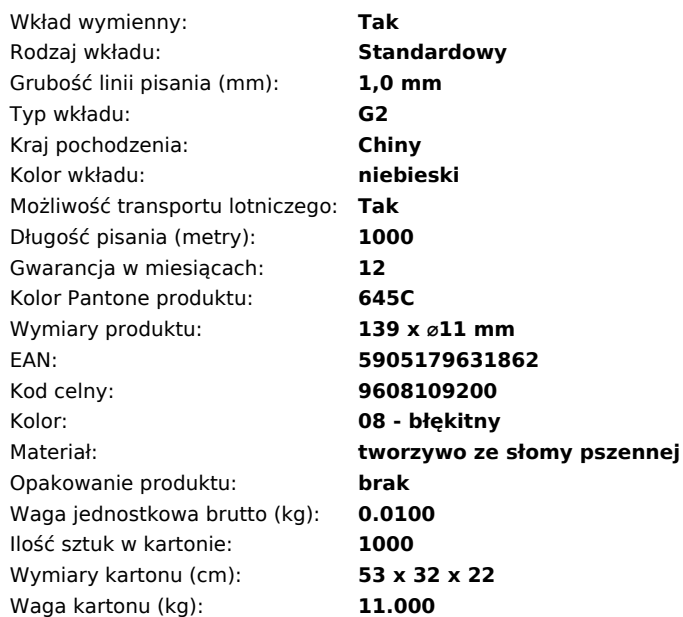 Wkład wymienny: Tak
Rodzaj wkładu: Standardowy
Grubość linii pisania (mm): 1,0 mm
Typ wkładu: G2
Kraj pochodzenia: Chiny
Kolor wkładu: niebieski
Możliwość transportu lotniczego: Tak
Długość pisania (metry): 1000
Gwarancja w miesiącach: 12
Kolor Pantone produktu: 645C
Wymiary produktu: 139 x ⌀11 mm
EAN: 5905179631862
Kod celny: 9608109200
Kolor: 08 - błękitny
Materiał: tworzywo ze słomy pszennej
Opakowanie produktu: brak
Waga jednostkowa brutto (kg): 0.0100
Ilość sztuk w kartonie: 1000
Wymiary kartonu (cm): 53 x 32 x 22
Waga kartonu (kg): 11.000